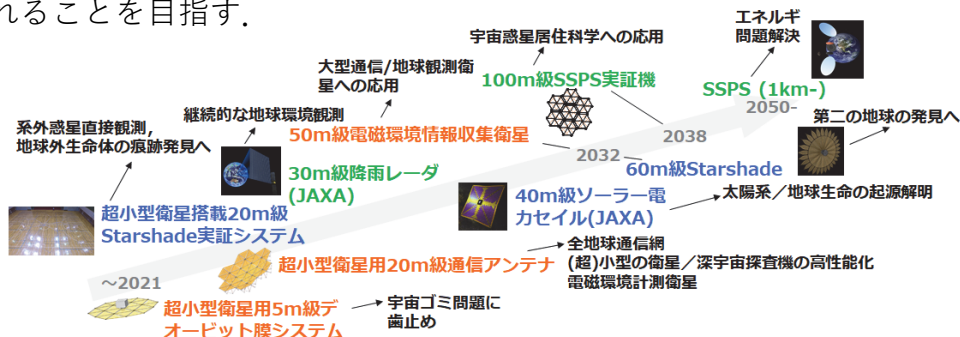 れることを目指す.
エネルギ
問題解決
宇宙惑星居住科学への応用
大型通信/地球観測衛
星への応用
100m級SSPS実証機
SSPS (1km-)
2050-
系外惑星直接観測,
地球外生命体の痕跡発見へ
継続的な地球環境観測
50m級電磁環境情報収集衛星
2038
第二の地球の発見へ
2032
30m級降雨レーダ
(JAXA)
60m級Starshade
超小型衛星搭載20m級
Starshade実証システム
40m級ソーラー電
力セイル(JAXA)
太陽系/地球生命の起源解明
超小型衛星用20m級通信アンテナ
全地球通信網
(超)小型の衛星/深宇宙探査機の高性能化
電磁環境計測衛星
～2021
超小型衛星用5m級デ
オービット膜システム
宇宙ゴミ問題に
歯止め